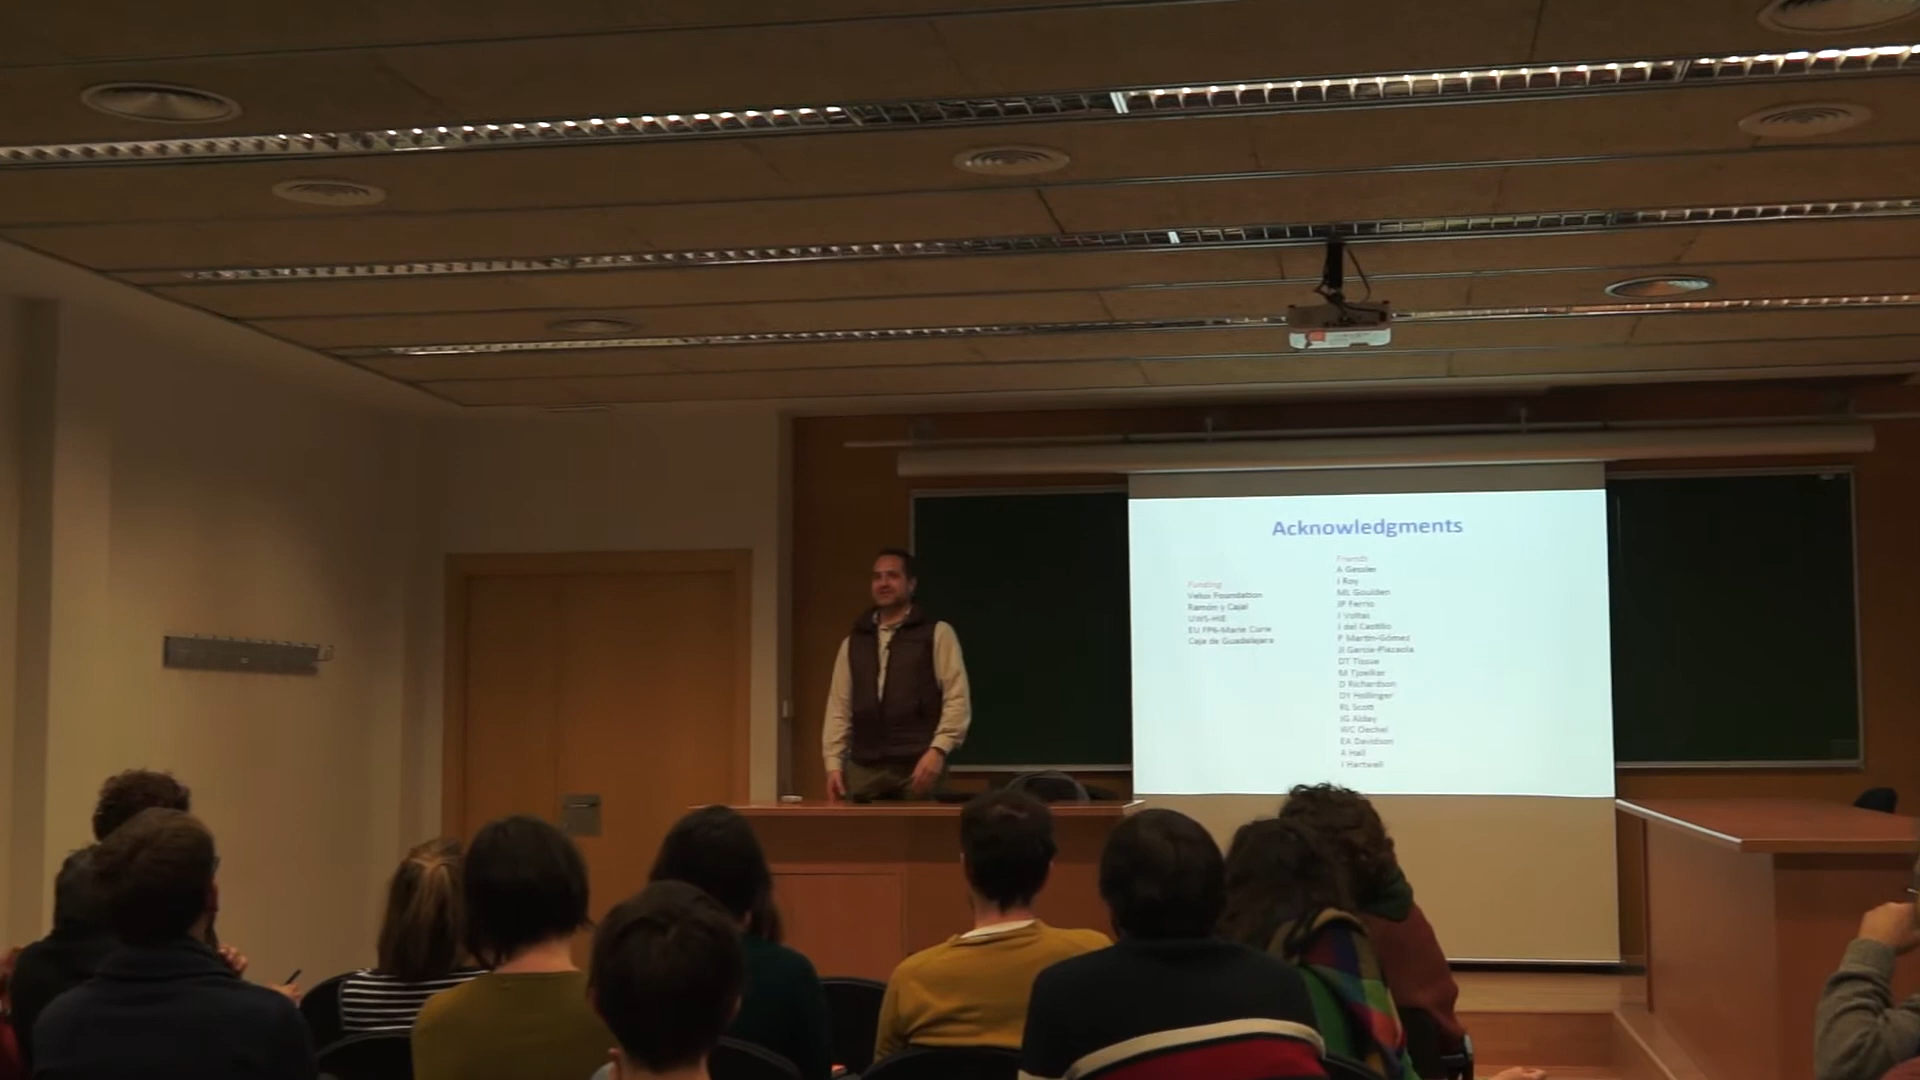 Acknowledgments
Funding
Velux Foundation
Ramón y Cajal
UWS-HIE
EU FP6-Marie Curie
Caja de Guadalajara
Friends
A Gessler
J Roy
ML Goulden
JP Ferrio
J Voltas
J del Castillo
P Martín-Gómez
JI García-Plazaola
DT Tissue
M Tjoelker
D Richardson
DY Hollinger
RL Scott
IG Alday
WC Oechel
EA Davidson
A Hall
J Hartwell